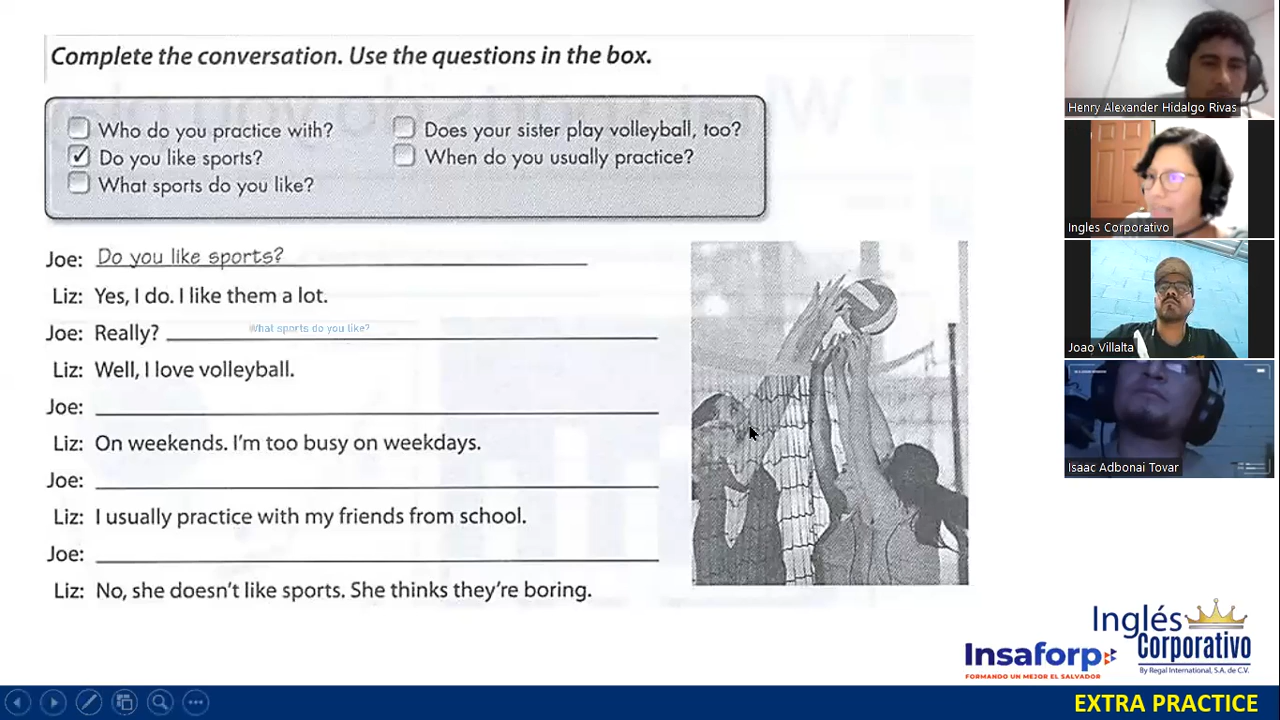 Complete the conversation. Use the questions in the box.
Who do you practice with?
Do you like sports?
What sports do you like?
Does your sister play volleyball, too?
When do you usually practice?
Joe: Do you like sports?
Liz: Yes, I do. I like them a lot.
Joe: Really? What sports do you like?
Liz: Well, I love volleyball.
Joe:
Liz: On weekends. I'm too busy on weekdays.
Joe:
Liz: I usually practice with my friends from school.
Joe:
Liz: No, she doesn't like sports. She thinks they're boring.
Henry Alexander Hidalgo Rivas
Ingles Corporativo
Joao Villalta
Isaac Adbonai Tovar
Insaforp
FORMANDO UN MEJOR EL SALVADOR
Inglés
Corporativo
By Regal International, S.A. de C.V.
EXTRA PRACTICE